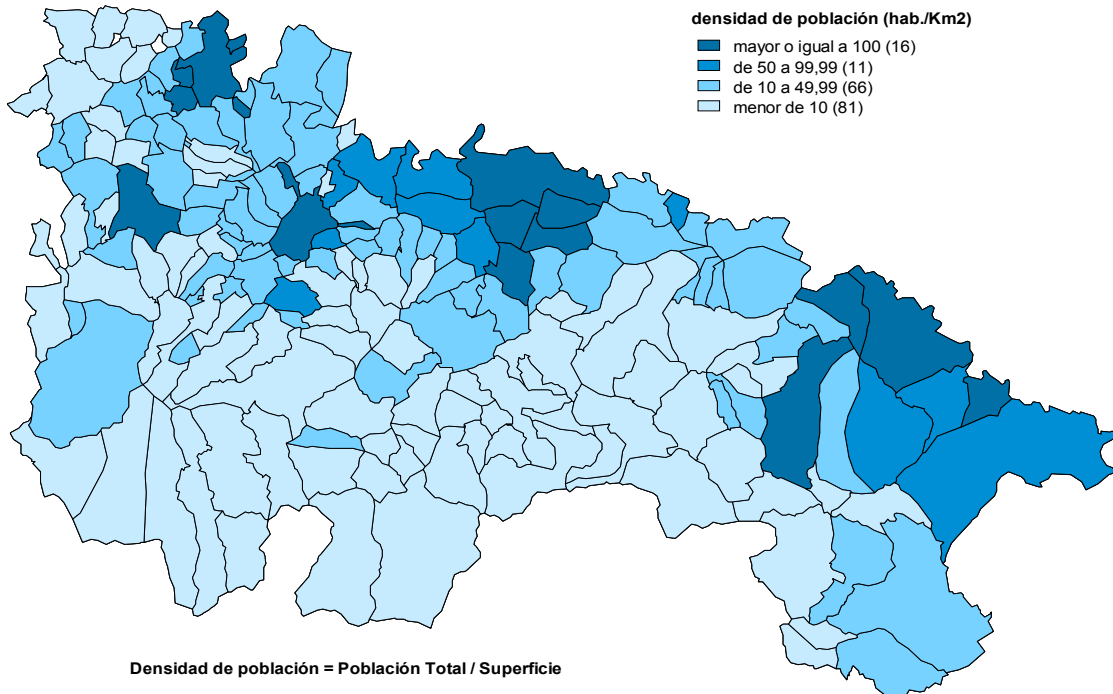 densidad de población (hab./Km2)
mayor o igual a 100 (16)
de 50 a 99,99 (11)
de 10 a 49,99 (66)
menor de 10 (81)
Densidad de población = Población Total / Superficie